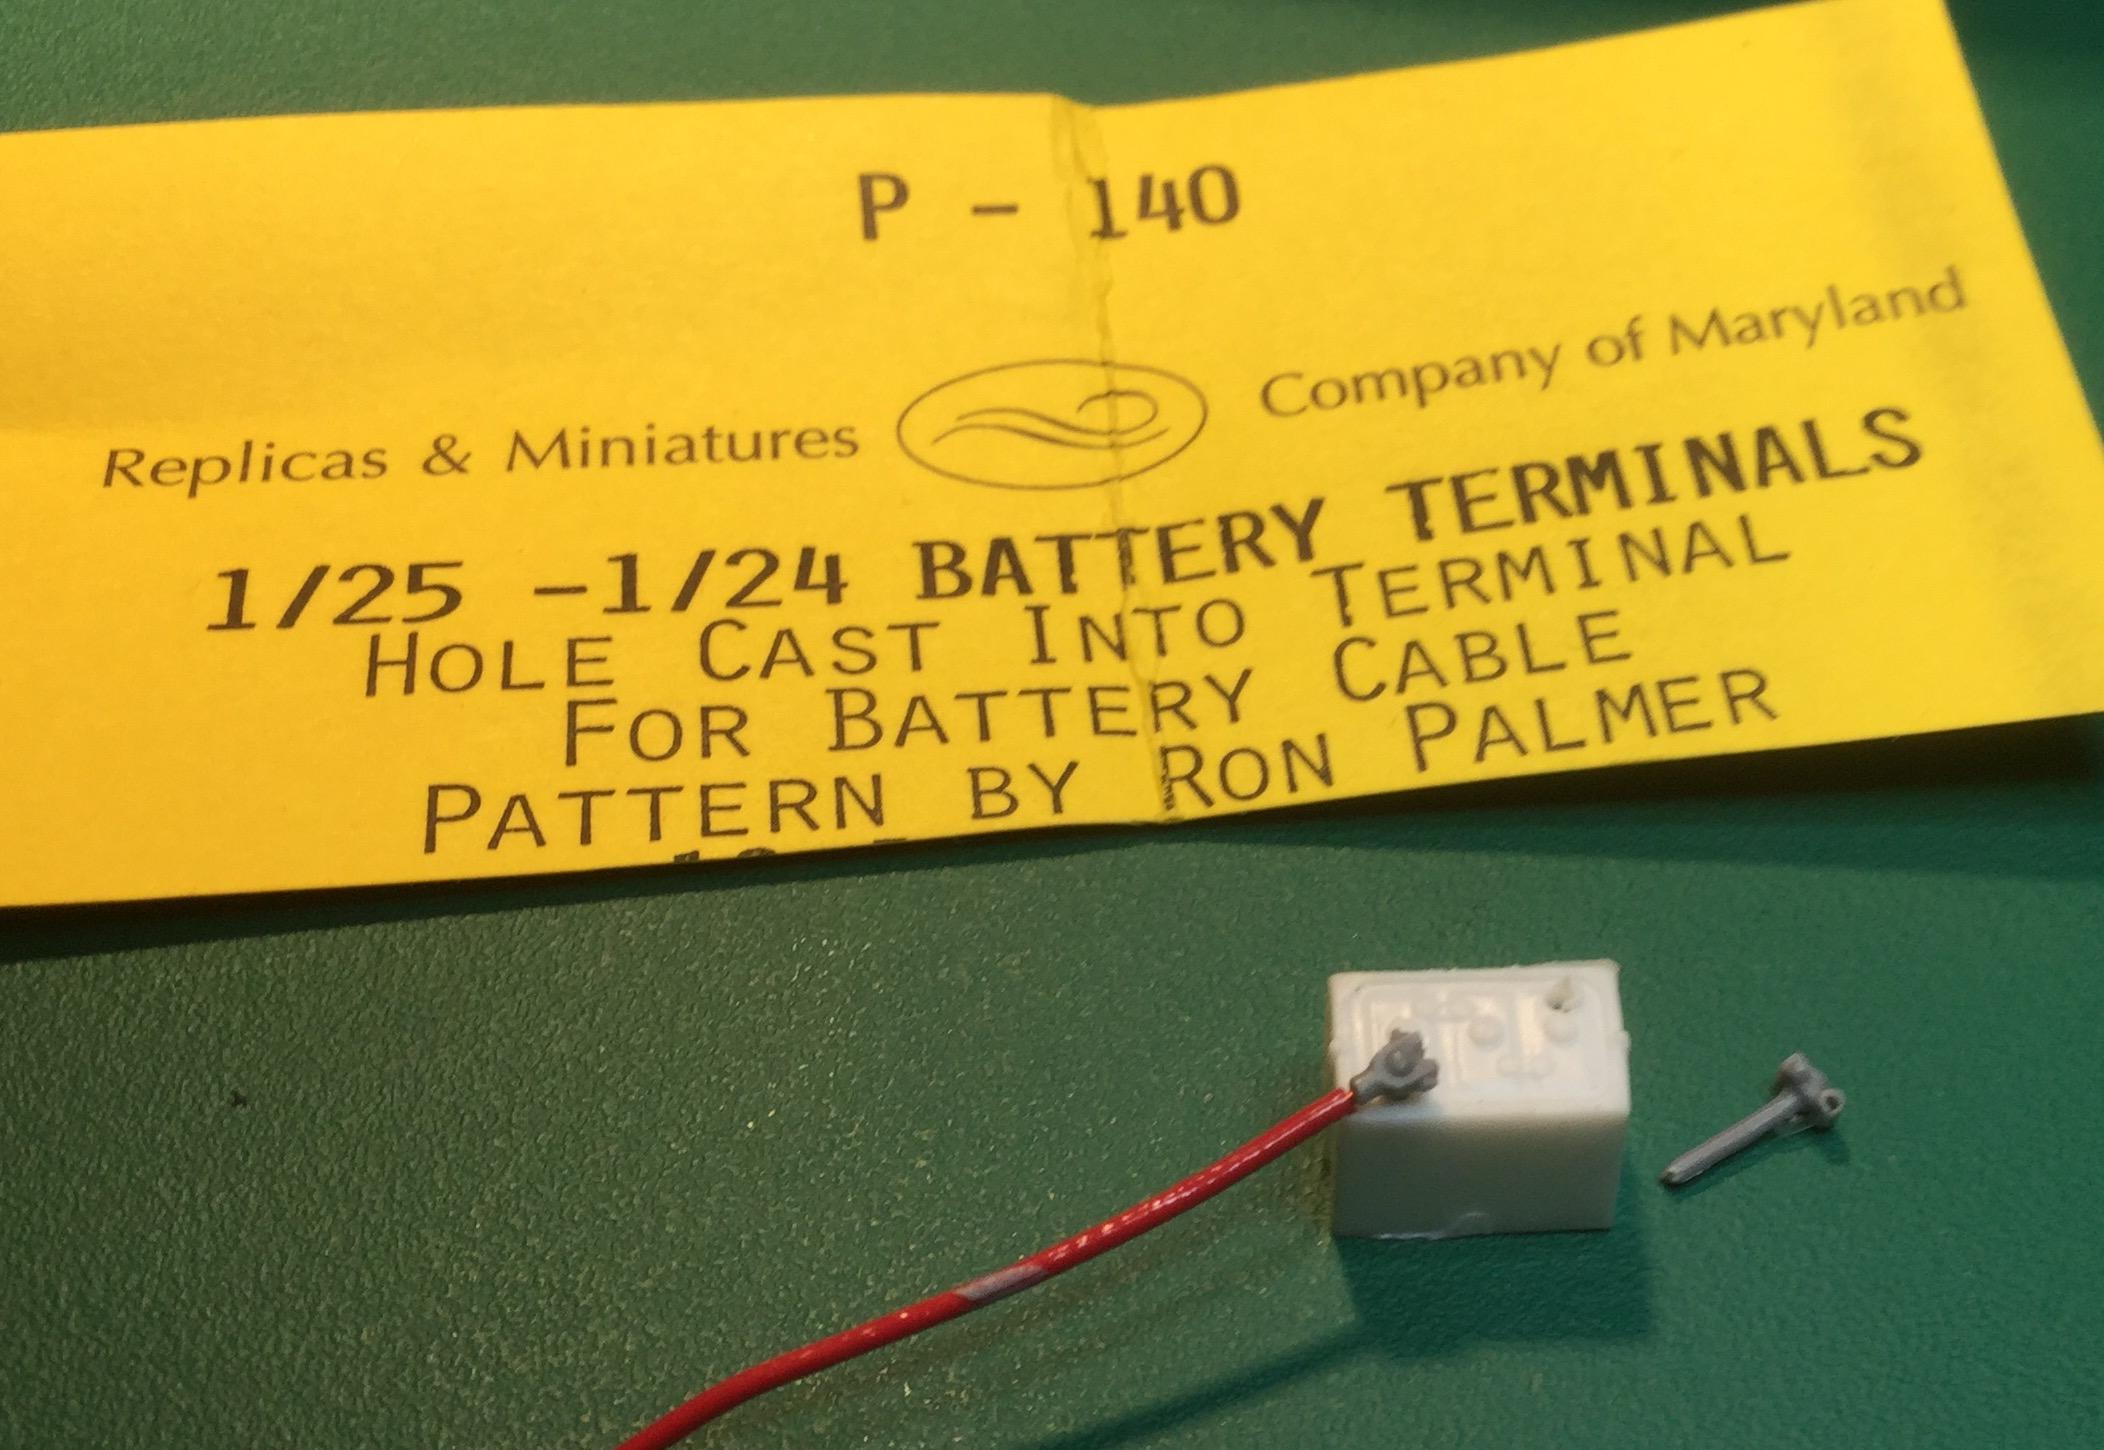 P - 140
Replicas & Miniatures Company of Maryland
1/25 -1/24 BATTERY TERMINALS
HOLE CAST INTO TERMINAL
FOR BATTERY CABLE
PATTERN BY RON PALMER